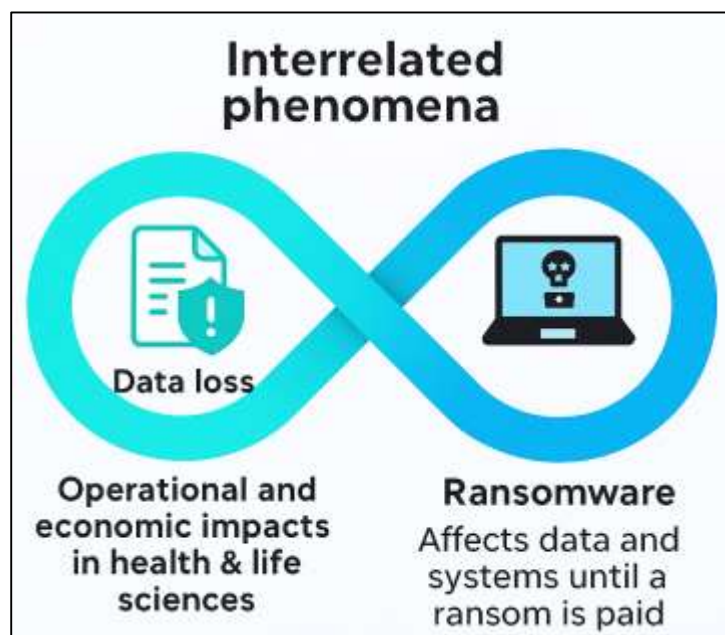 Interrelated
phenomena
Data loss
Operational and
economic impacts
in health & life
sciences
Ransomware
Affects data and
systems until a
ransom is paid